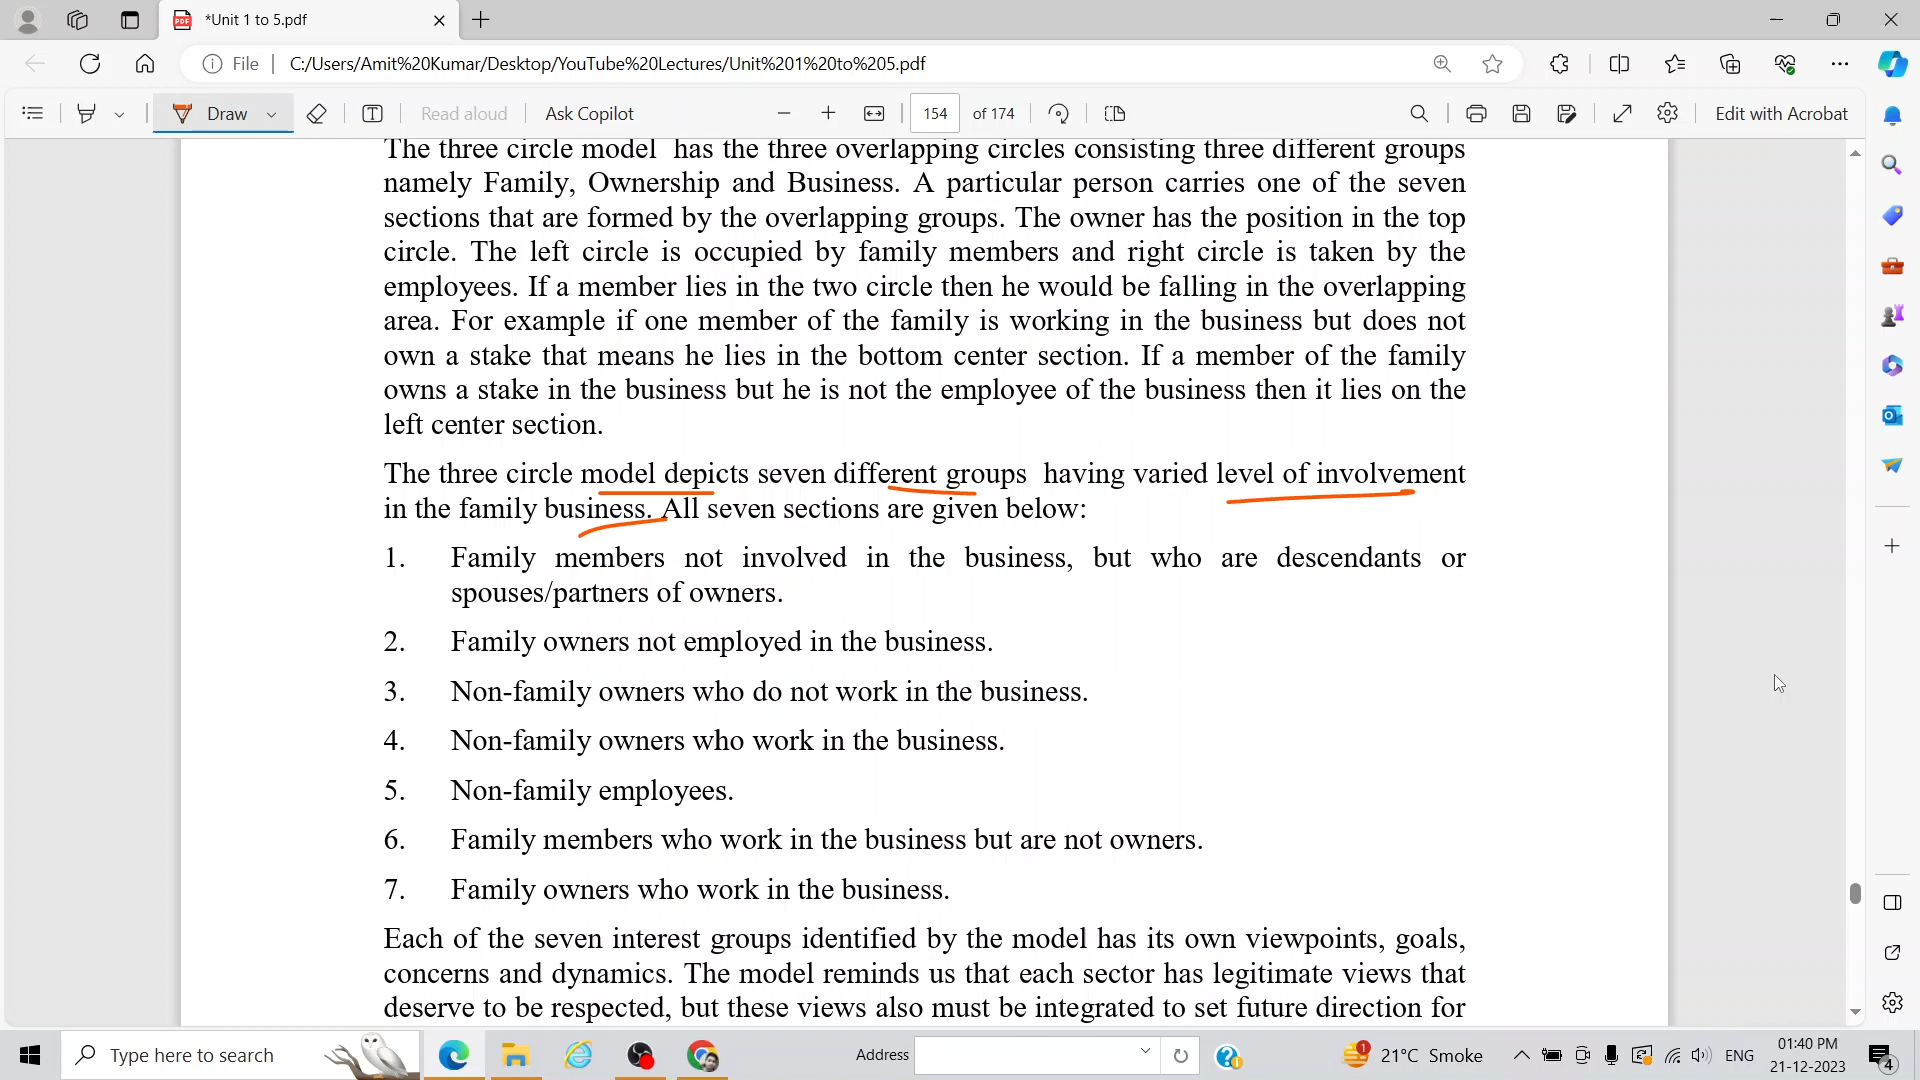 *Unit 1 to 5.pdf
File
C:/Users/Amit%20Kumar/Desktop/YouTube%20Lectures/Unit%201%20to%205.pdf
Draw
Read aloud
Ask Copilot
154 of 174
Edit with Acrobat
The three circle model has the three overlapping circles consisting three different groups
namely Family, Ownership and Business. A particular person carries one of the seven
sections that are formed by the overlapping groups. The owner has the position in the top
circle. The left circle is occupied by family members and right circle is taken by the
employees. If a member lies in the two circle then he would be falling in the overlapping
area. For example if one member of the family is working in the business but does not
own a stake that means he lies in the bottom center section. If a member of the family
owns a stake in the business but he is not the employee of the business then it lies on the
left center section.
The three circle model depicts seven different groups having varied level of involvement
in the family business. All seven sections are given below:
1. Family members not involved in the business, but who are descendants or
spouses/partners of owners.
2. Family owners not employed in the business.
3. Non-family owners who do not work in the business.
4. Non-family owners who work in the business.
5. Non-family employees.
6. Family members who work in the business but are not owners.
7. Family owners who work in the business.
Each of the seven interest groups identified by the model has its own viewpoints, goals,
concerns and dynamics. The model reminds us that each sector has legitimate views that
deserve to be respected, but these views also must be integrated to set future direction for
Type here to search
Address
1
21°C Smoke
ENG
01:40 PM
21-12-2023
4